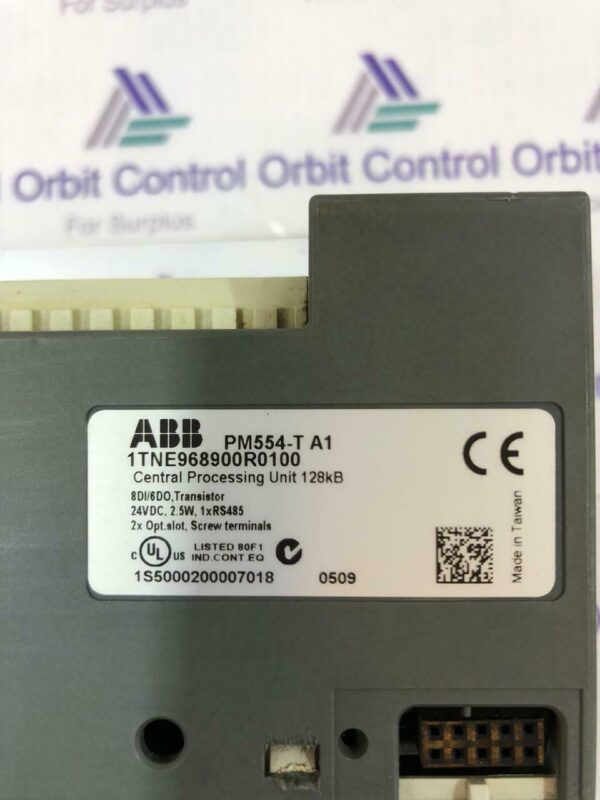 For Surplus
Orbit Control Orbit Control Orbit
For Surplus
ABB PM554-T A1
1TNE968900R0100
Central Processing Unit 128kB
8DI/6DO,Transistor
24VDC, 2.5W, 1xRS485
2x Opt.slot, Screw terminals
C UL US LISTED 80F1
IND.CONT.EQ
1S5000200007018 0509
CE
Made in Taiwan